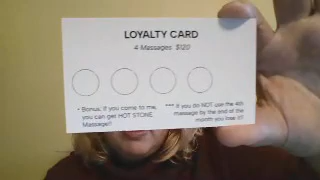 LOYALTY CARD
4 Massages $120
• Bonus, if you come to me,
you can get HOT STONE
Massage!!
*** If you do NOT use the 4th
massage by the end of the
month you lose it!